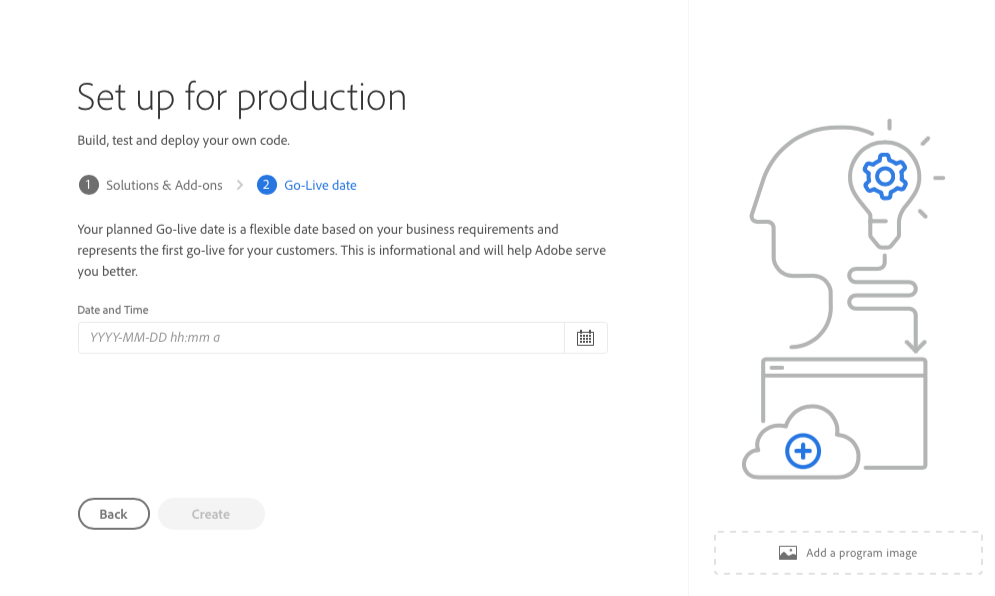 Set up for production
Build, test and deploy your own code.
1 Solutions & Add-ons > 2 Go-Live date
Your planned Go-live date is a flexible date based on your business requirements and
represents the first go-live for your customers. This is informational and will help Adobe serve
you better.
Date and Time
YYYY-MM-DD hh:mm a
Back Create
Add a program image